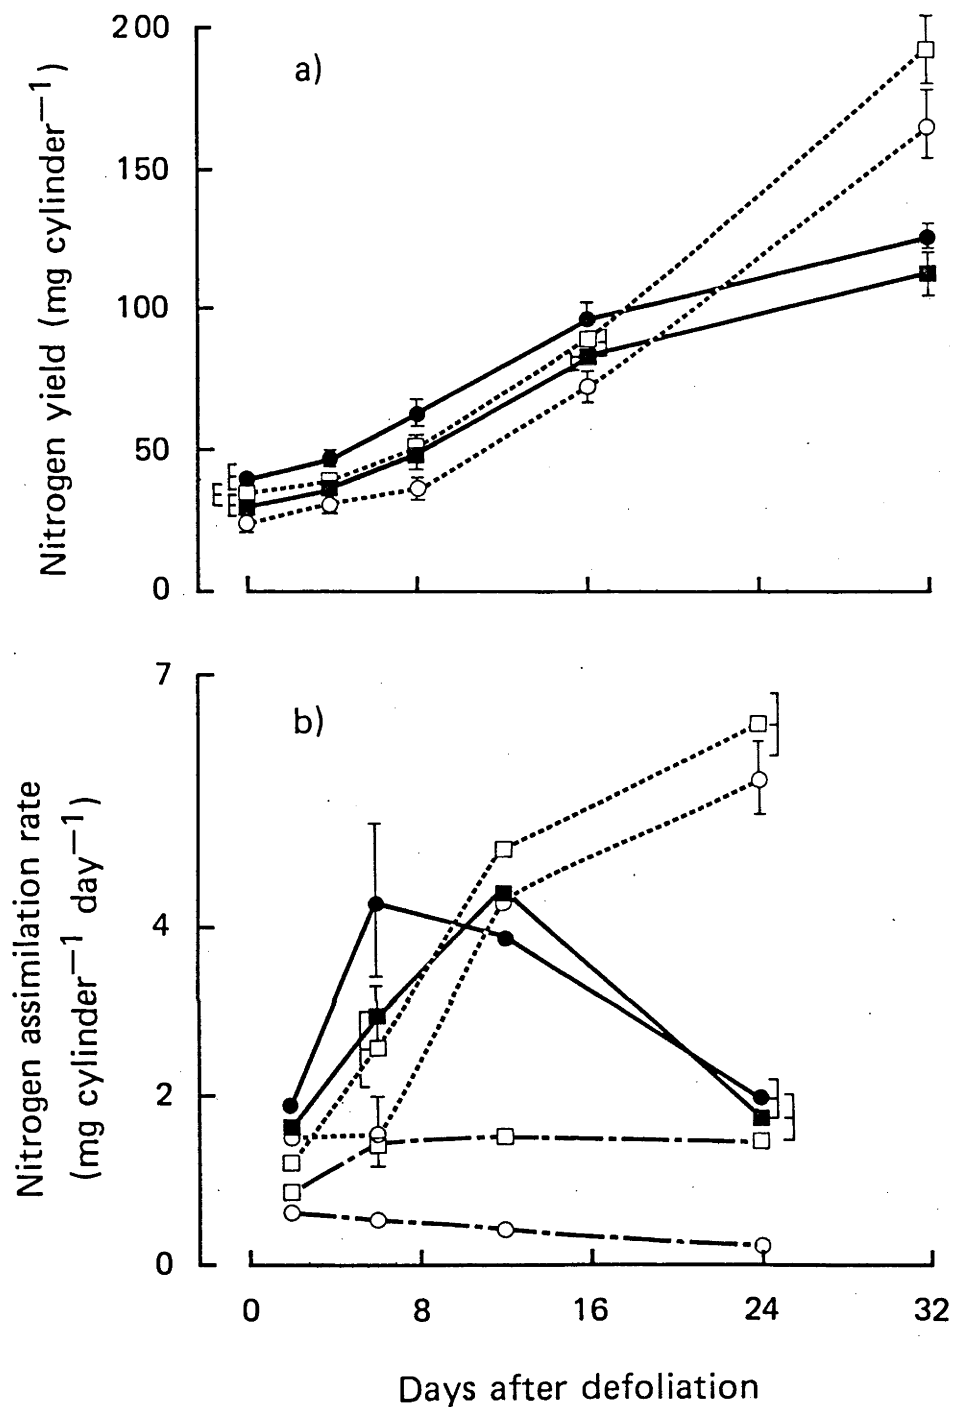 200
a)
150
100
50
0
Nitrogen yield (mg cylinder⁻¹)
7
b)
4
2
0
Nitrogen assimilation rate
(mg cylinder⁻¹ day⁻¹)
0 8 16 24 32
Days after defoliation